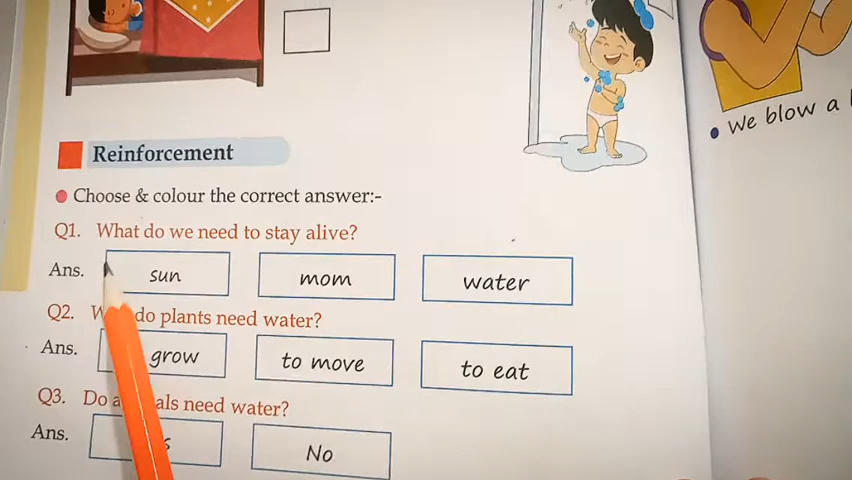 We blow a
Reinforcement
Choose & colour the correct answer:-
Q1. What do we need to stay alive?
Ans. sun mom water
Q2. do plants need water?
Ans. grow to move to eat
Q3. Do need water?
Ans. No